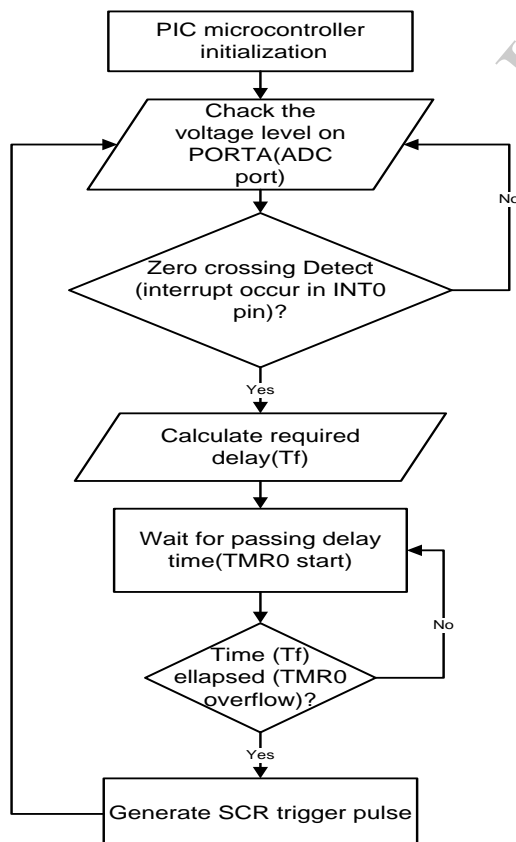 PIC microcontroller
initialization
Chack the
voltage level on
PORTA(ADC
port)
No
Zero crossing Detect
(interrupt occur in INT0
pin)?
Yes
Calculate required
delay(Tf)
Wait for passing delay
time(TMR0 start)
No
Time (Tf)
ellapsed (TMR0
overflow)?
Yes
Generate SCR trigger pulse